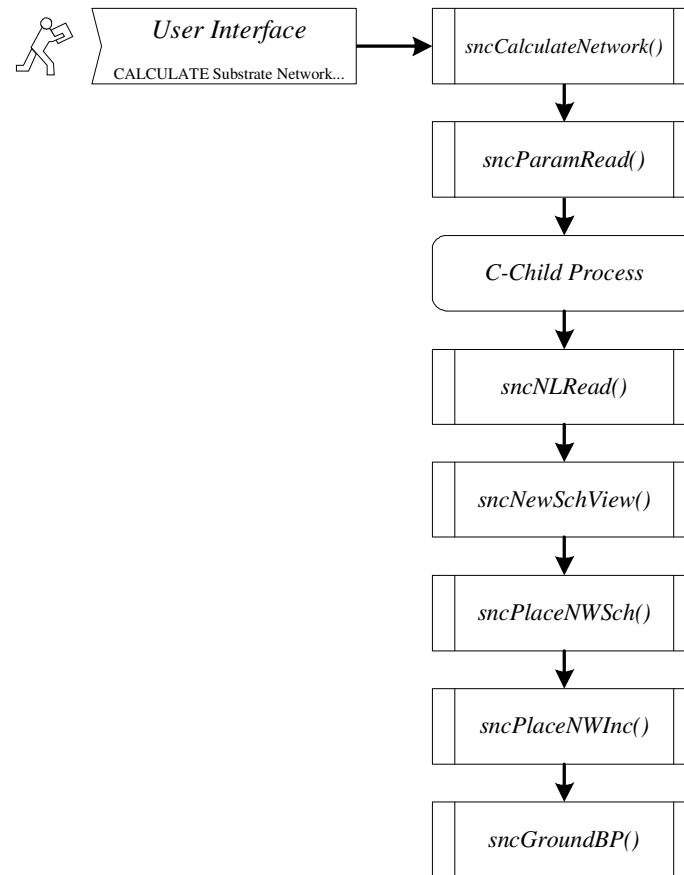 User Interface
CALCULATE Substrate Network...
sncCalculateNetwork()
sncParamRead()
C-Child Process
sncNLRead()
sncNewSchView()
sncPlaceNWSch()
sncPlaceNWInc()
sncGroundBP()